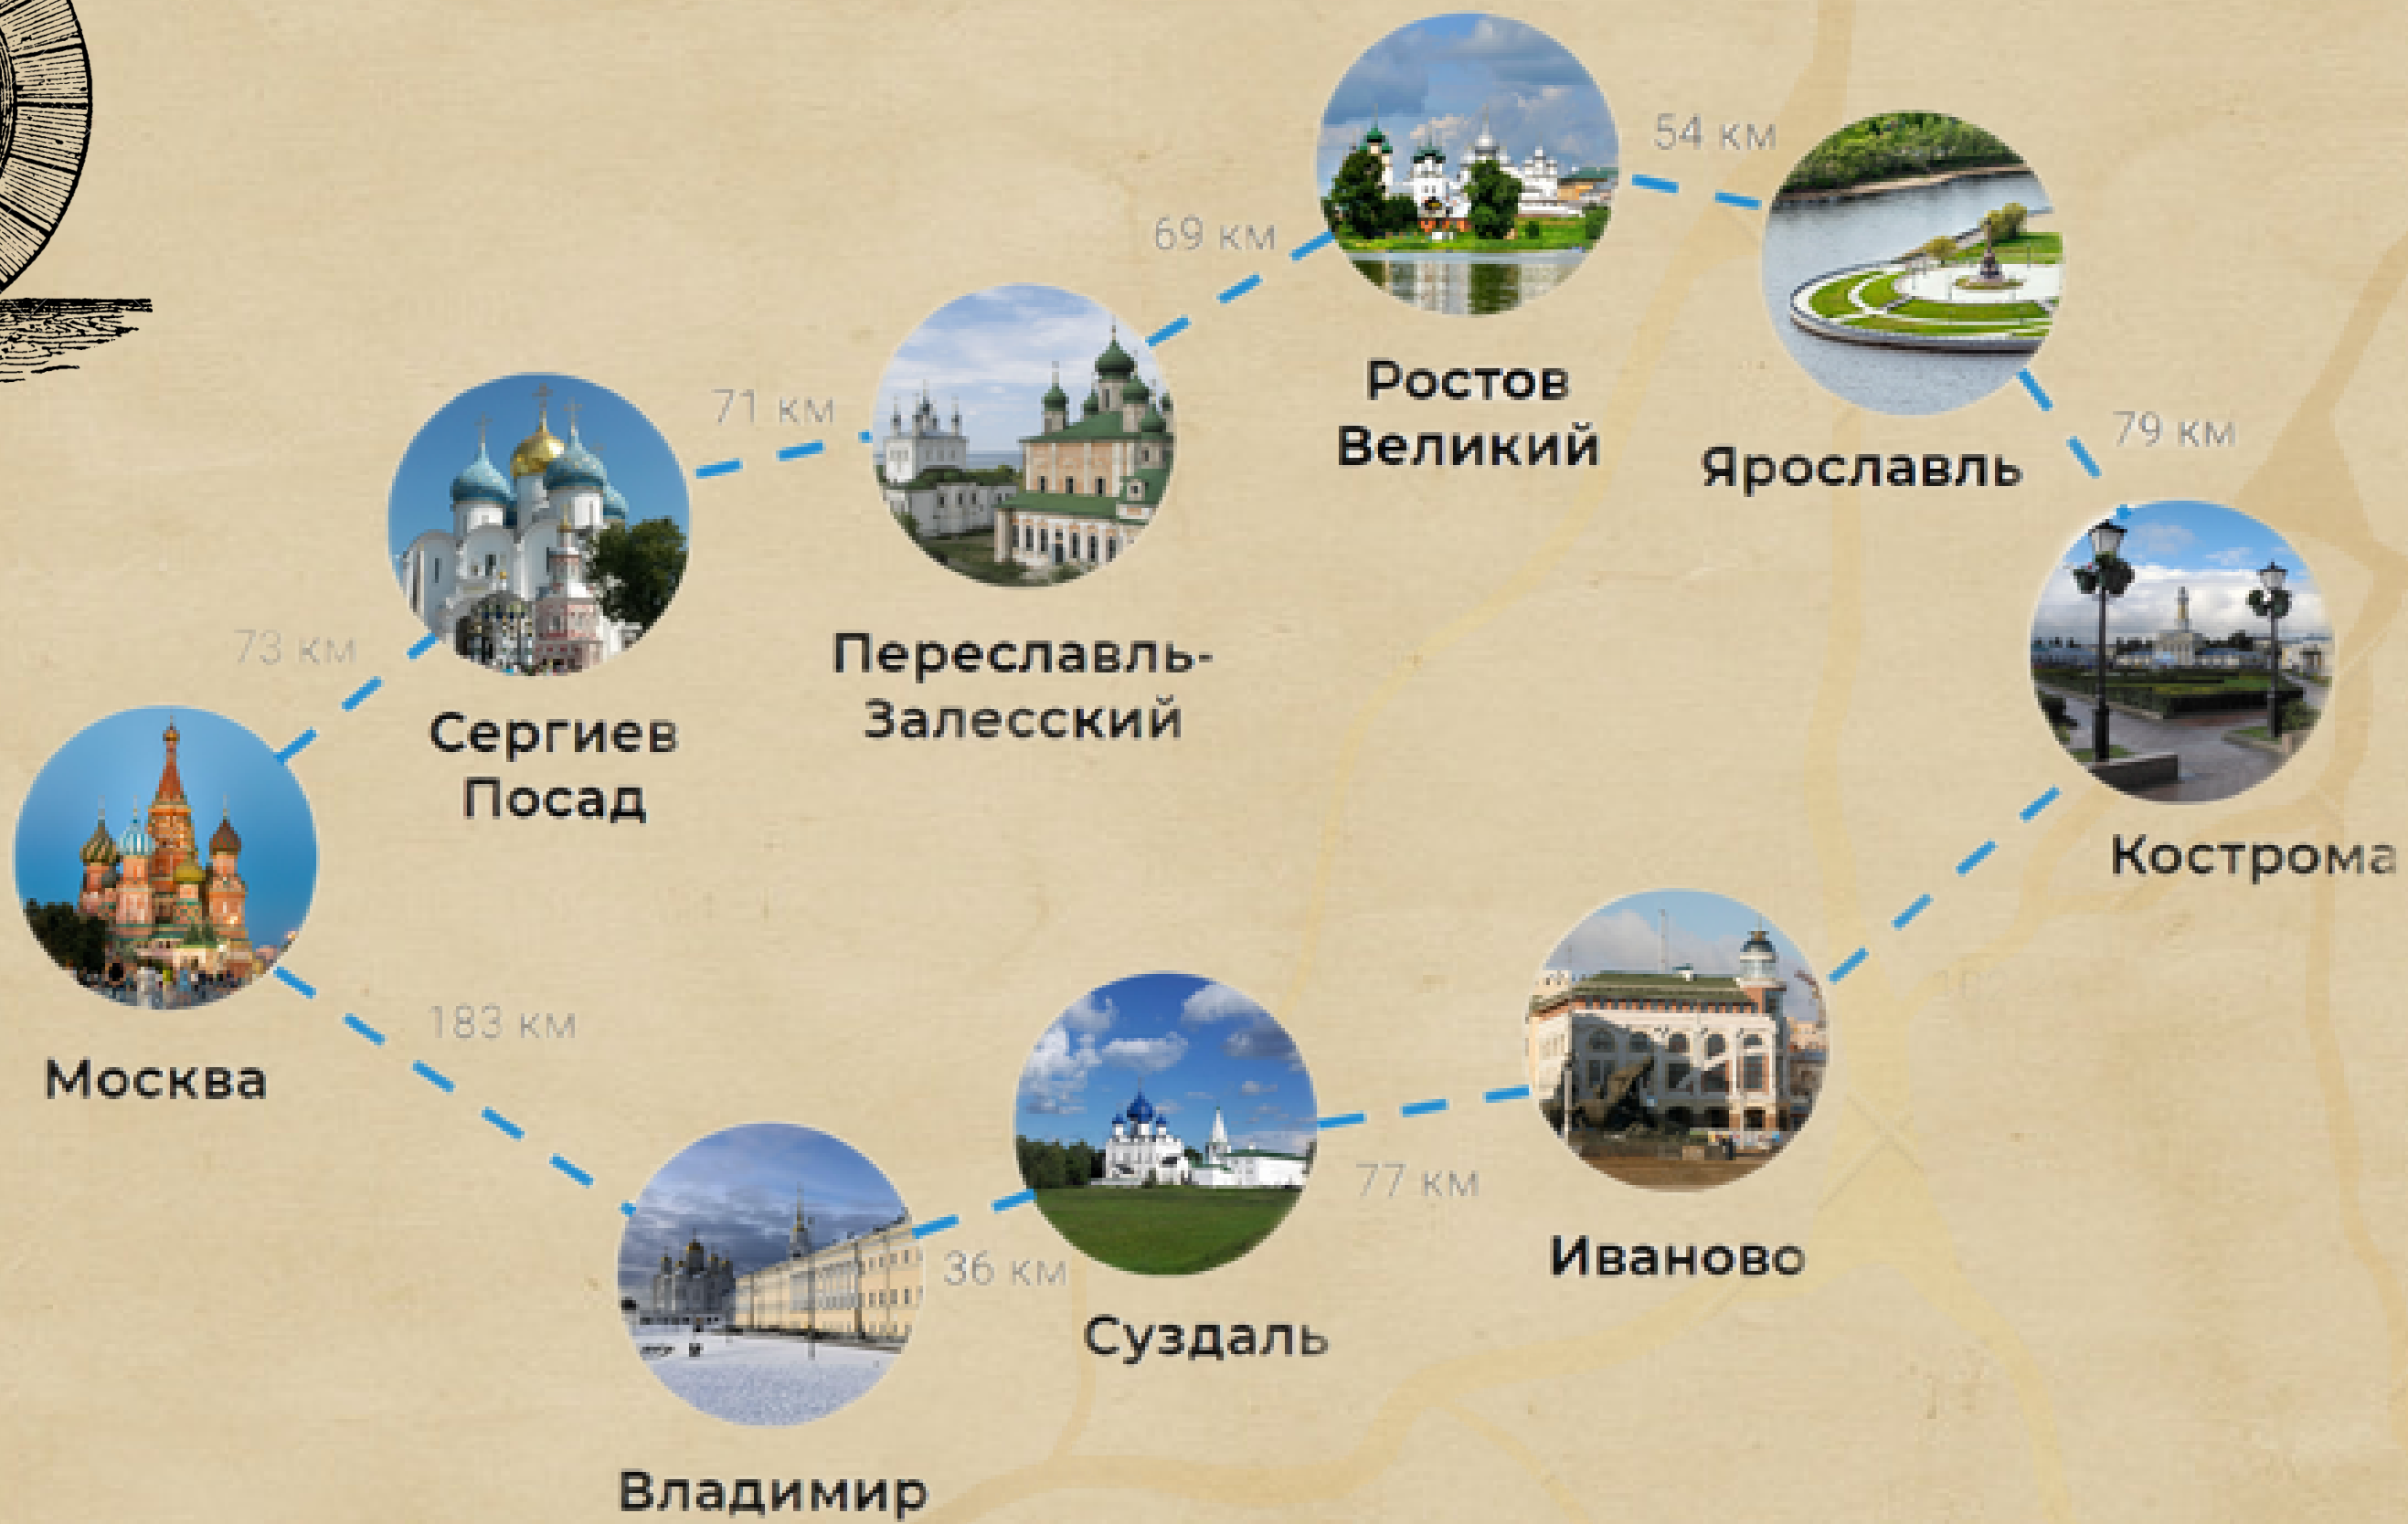 54 км
69 км
Ростов
Великий
71 км
Ярославль
79 км
Переславль-
Залесский
73 км
Сергиев
Посад
Кострома
Москва
183 км
77 км
Иваново
36 км
Суздаль
Владимир